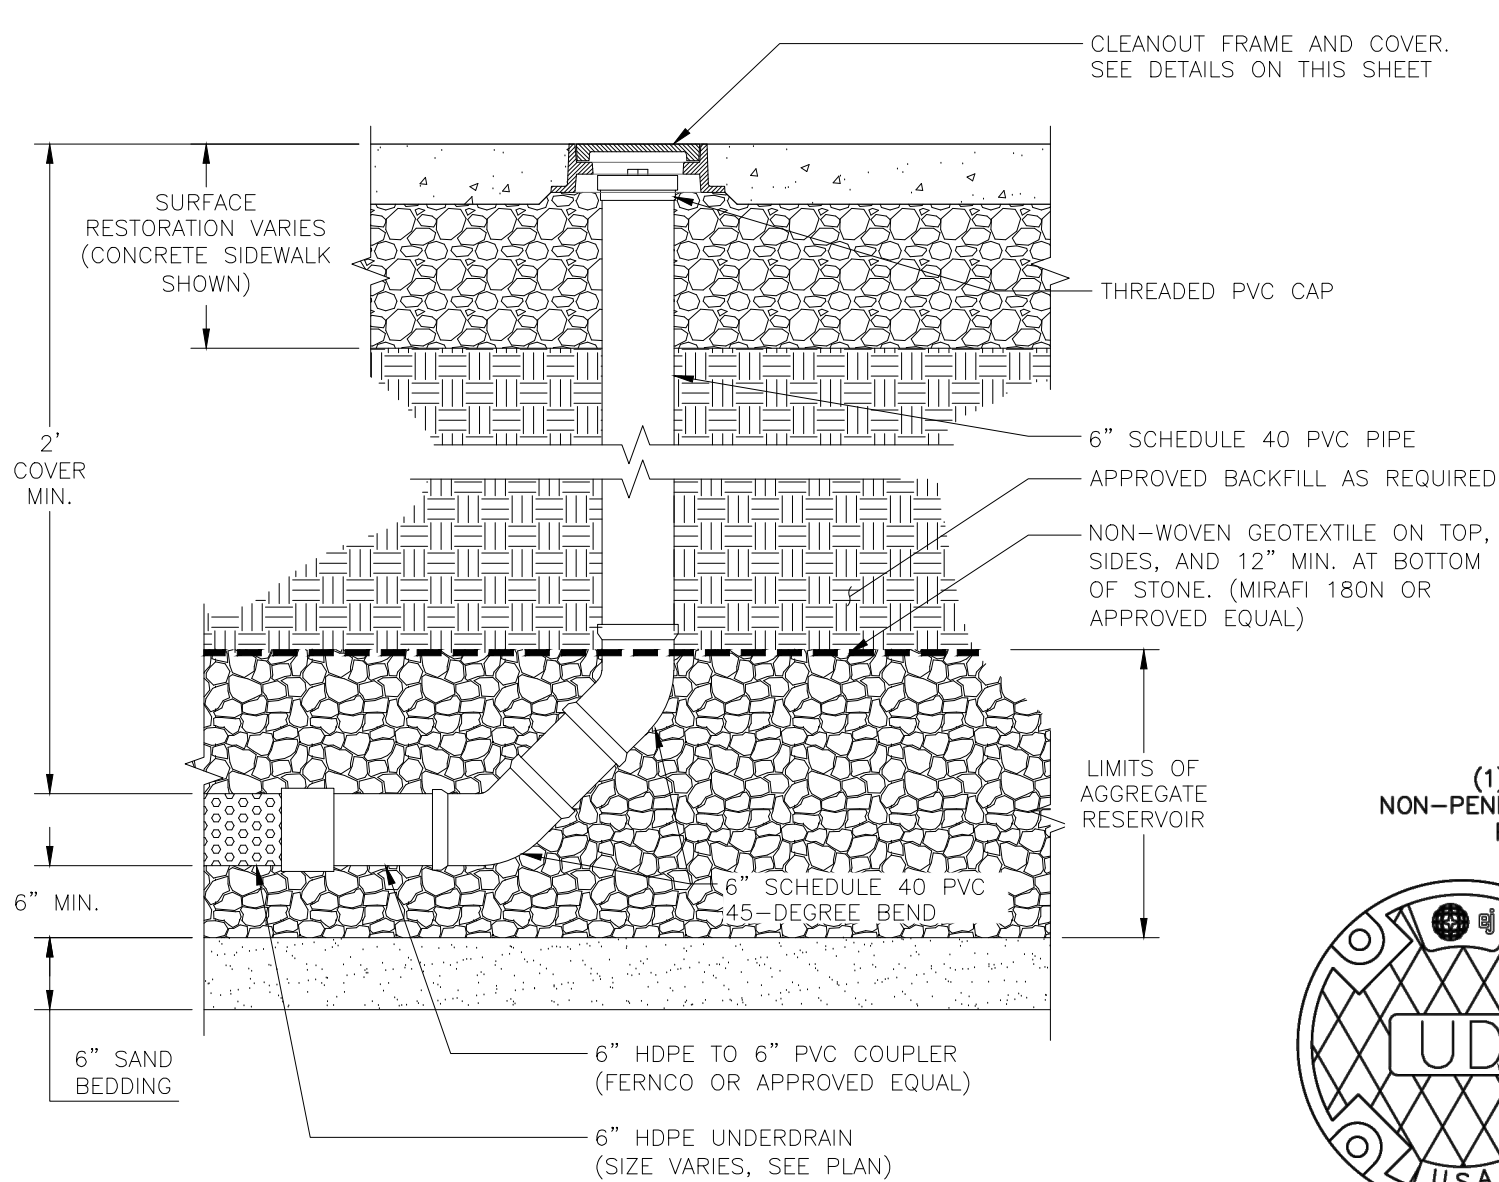 CLEANOUT FRAME AND COVER.
SEE DETAILS ON THIS SHEET
SURFACE
RESTORATION VARIES
(CONCRETE SIDEWALK
SHOWN)
THREADED PVC CAP
2'
COVER
MIN.
6" SCHEDULE 40 PVC PIPE
APPROVED BACKFILL AS REQUIRED
NON-WOVEN GEOTEXTILE ON TOP,
SIDES, AND 12" MIN. AT BOTTOM
OF STONE. (MIRAFI 180N OR
APPROVED EQUAL)
LIMITS OF
AGGREGATE
RESERVOIR
(1)
6" SCHEDULE 40 PVC
45-DEGREE BEND
6" MIN.
ej
UD
6" SAND
BEDDING
6" HDPE TO 6" PVC COUPLER
(FERNCO OR APPROVED EQUAL)
6" HDPE UNDERDRAIN
(SIZE VARIES, SEE PLAN)
USA